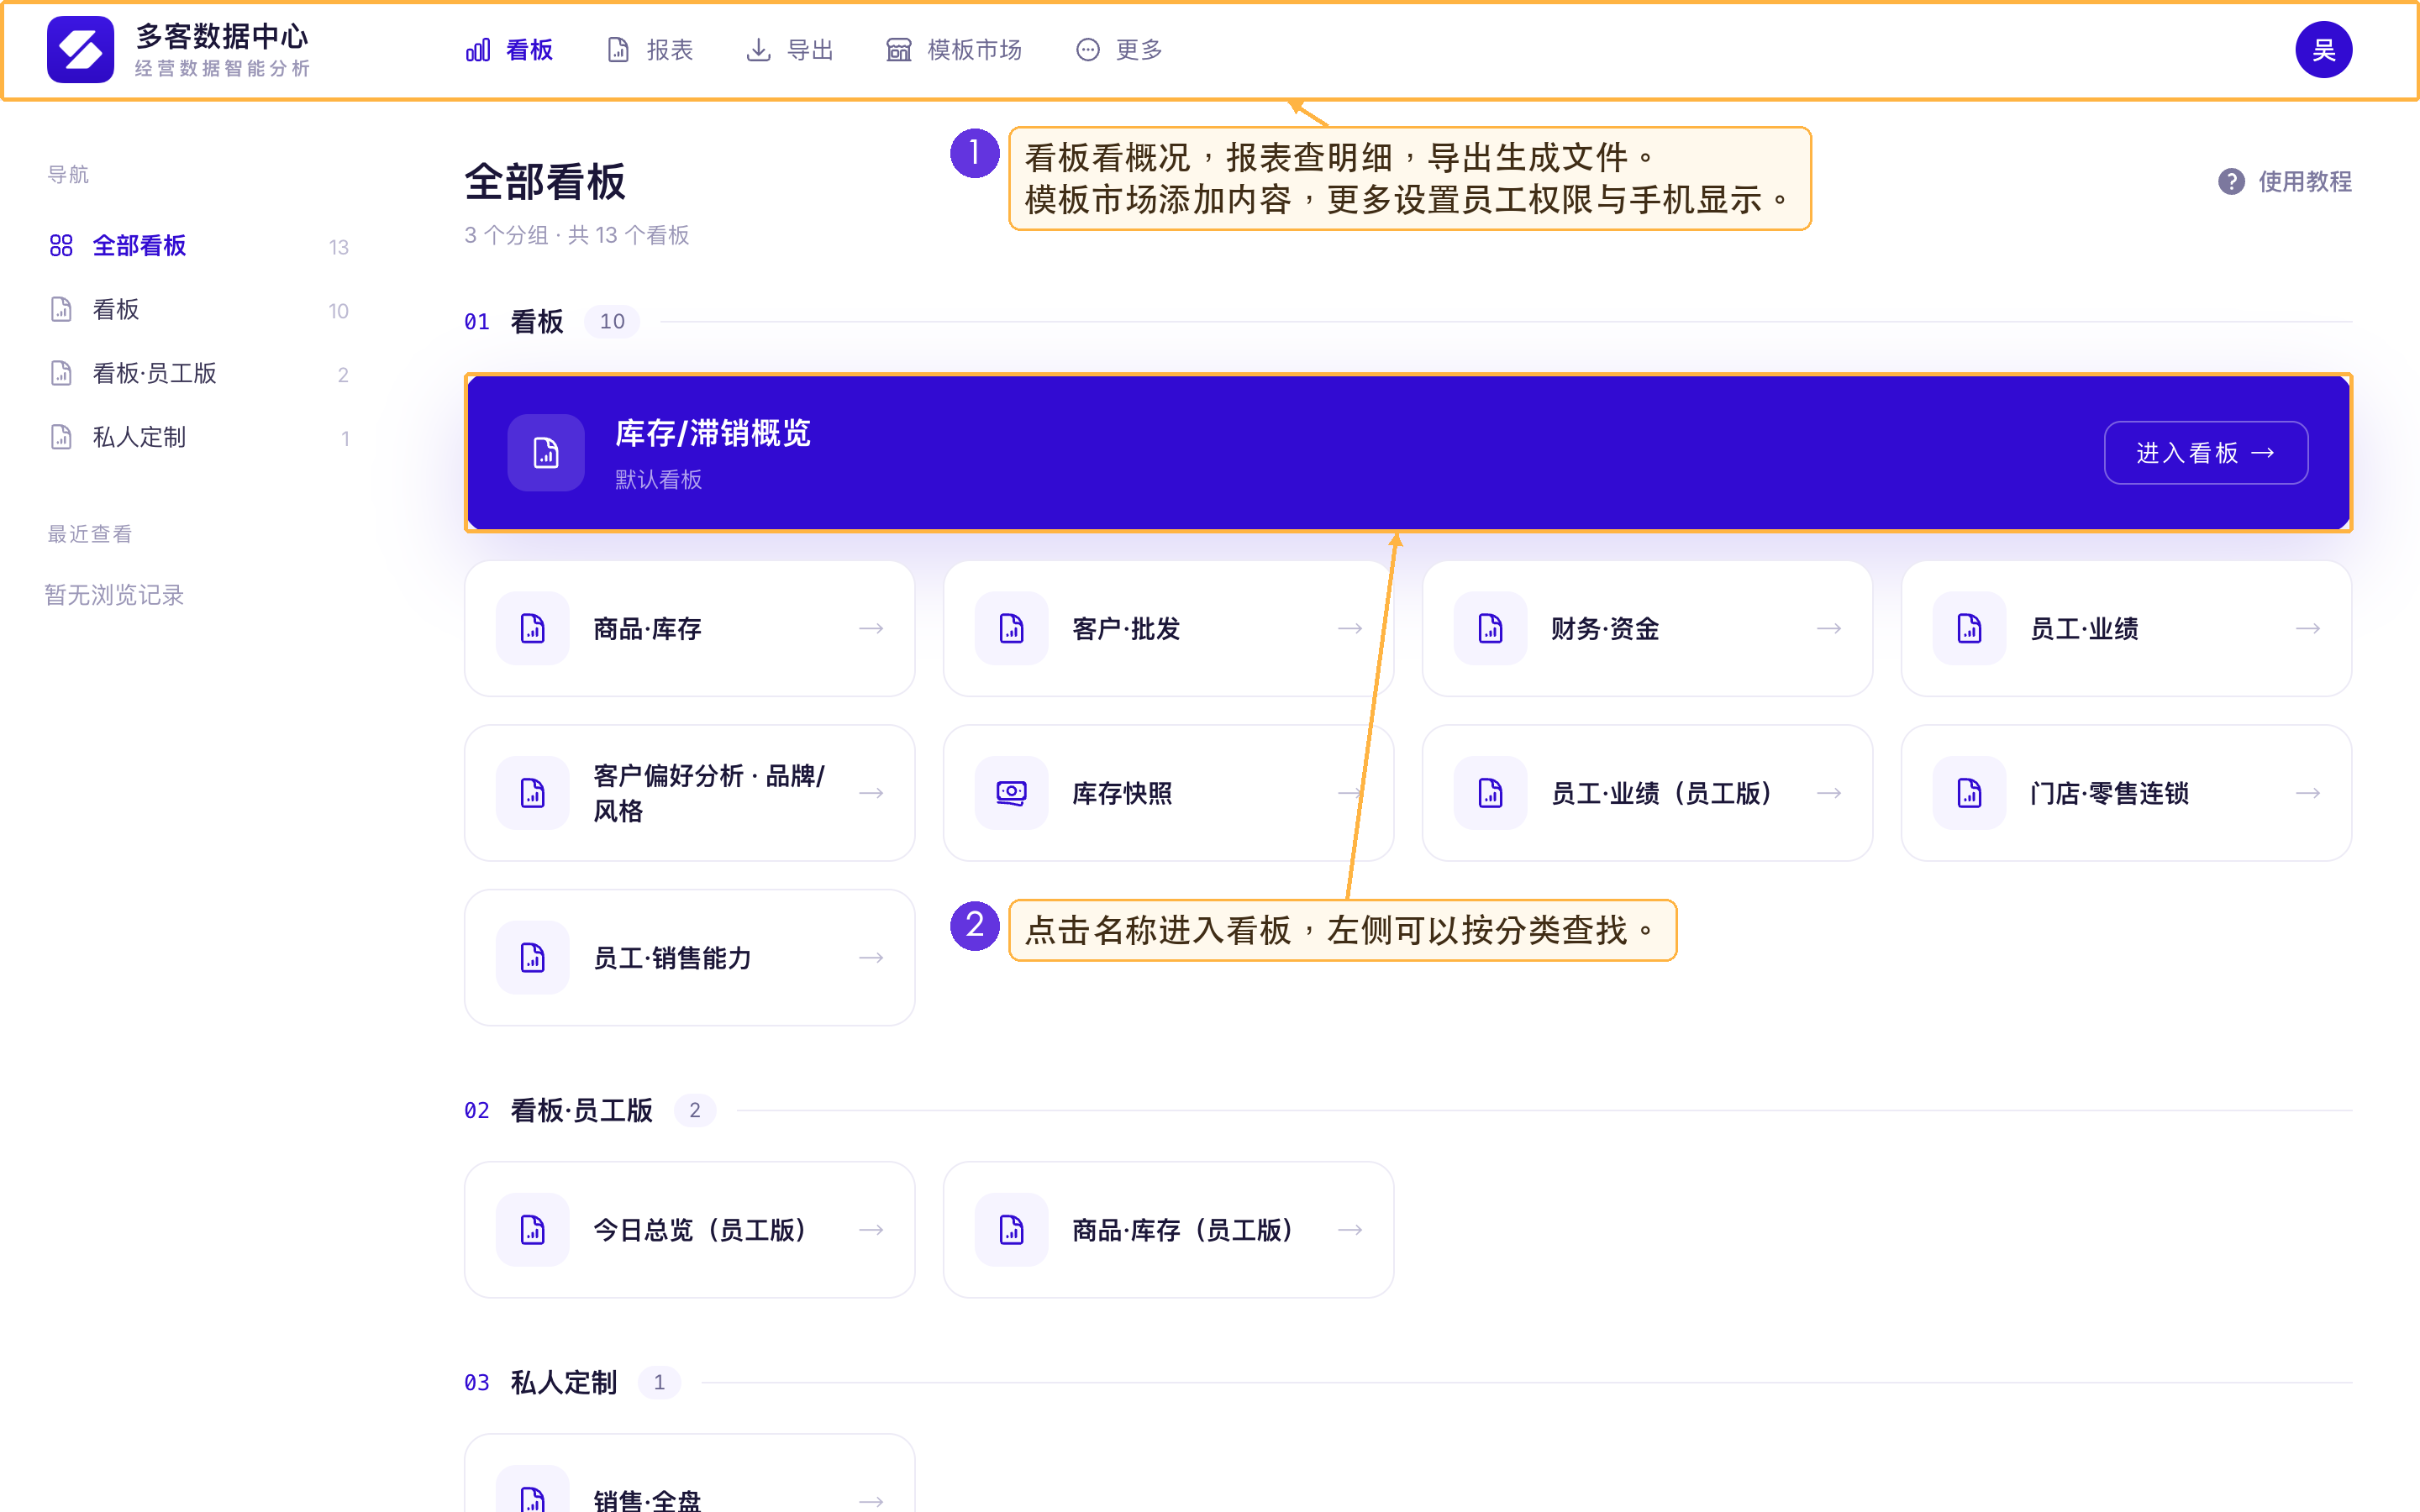 多客数据中心
经营数据智能分析
看板
报表
导出
模板市场
更多
吴
导航
全部看板 13
看板 10
看板·员工版 2
私人定制 1
最近查看
暂无浏览记录
全部看板
3 个分组 · 共 13 个看板
1
看板看概况，报表查明细，导出生成文件。
模板市场添加内容，更多设置员工权限与手机显示。
? 使用教程
01 看板 10
库存/滞销概览
默认看板
进入看板 →
商品·库存 →
客户·批发 →
财务·资金 →
员工·业绩 →
客户偏好分析 · 品牌/
风格 →
库存快照 →
员工·业绩（员工版） →
门店·零售连锁 →
员工·销售能力 →
2
点击名称进入看板，左侧可以按分类查找。
02 看板·员工版 2
今日总览（员工版） →
商品·库存（员工版） →
03 私人定制 1
销售·全盘 →